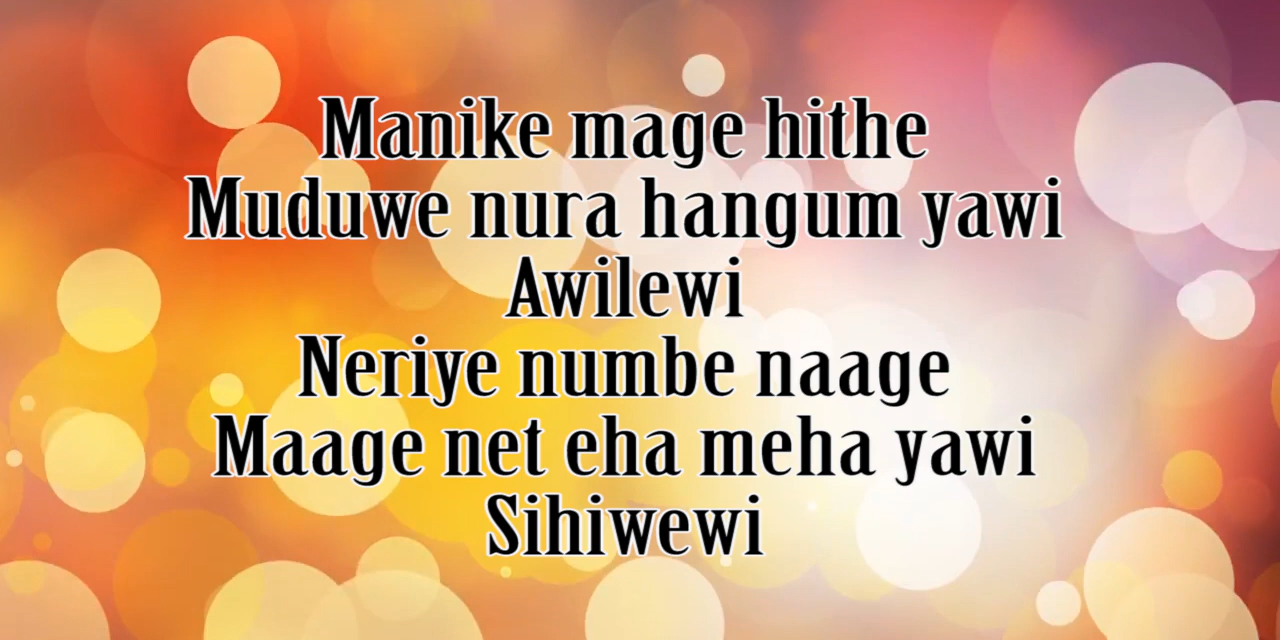 Manike mage hithe
Muduwe nura hangum yawi
Awilewi
Neriye numbe naage
Maage net eha meha yawi
Sihiwewi